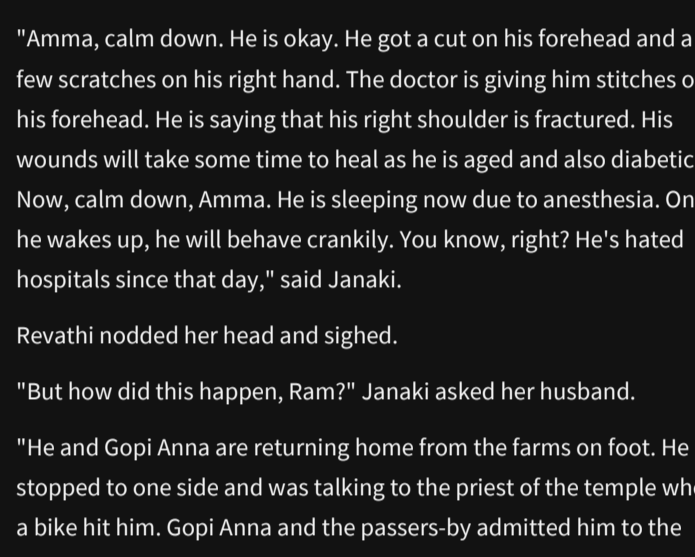 "Amma, calm down. He is okay. He got a cut on his forehead and a
few scratches on his right hand. The doctor is giving him stitches
his forehead. He is saying that his right shoulder is fractured. His
wounds will take some time to heal as he is aged and also diabetic
Now, calm down, Amma. He is sleeping now due to anesthesia.
he wakes up, he will behave crankily. You know, right? He's hated
hospitals since that day," said Janaki.
Revathi nodded her head and sighed.
"But how did this happen, Ram?" Janaki asked her husband.
"He and Gopi Anna are returning home from the farms on foot. He
stopped to one side and was talking to the priest of the temple
a bike hit him. Gopi Anna and the passers-by admitted him to the